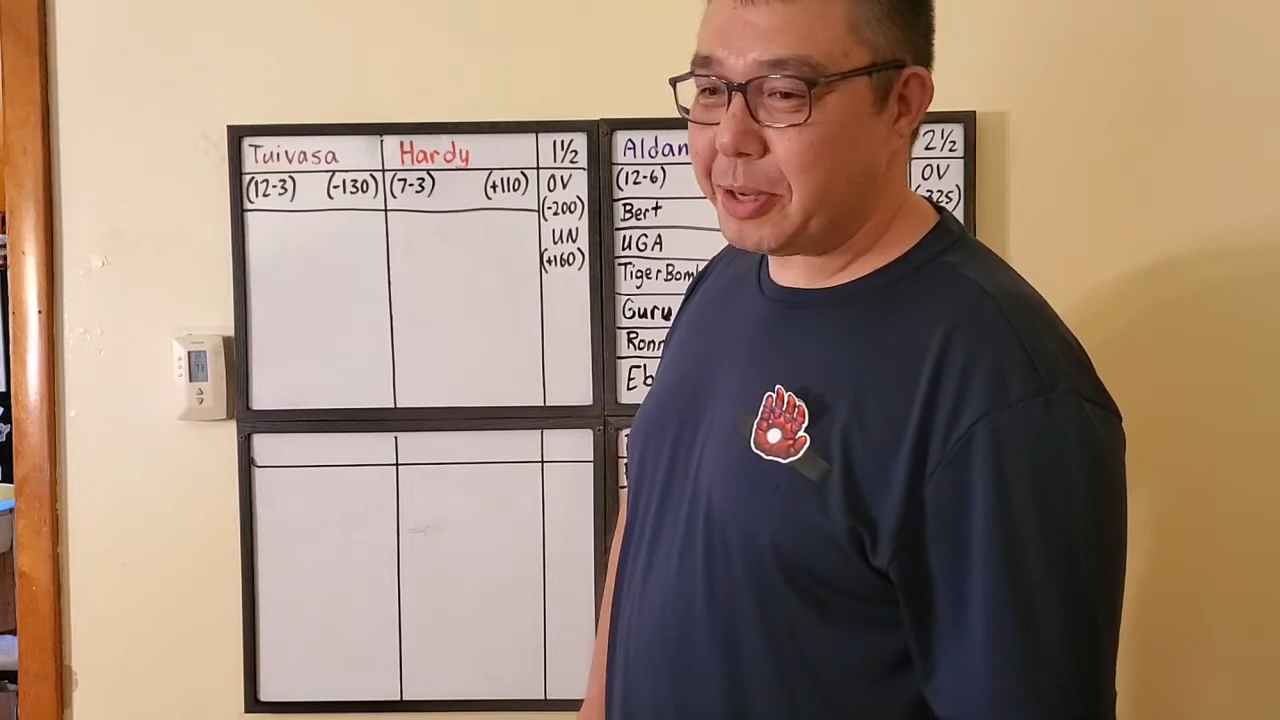 Tuivasa Hardy 1½
(12-3) (-130) (7-3) (+110) OV
(-200)
UN
(+160)
(12-6)
Bert
UGA
Guru
2½
OV
73